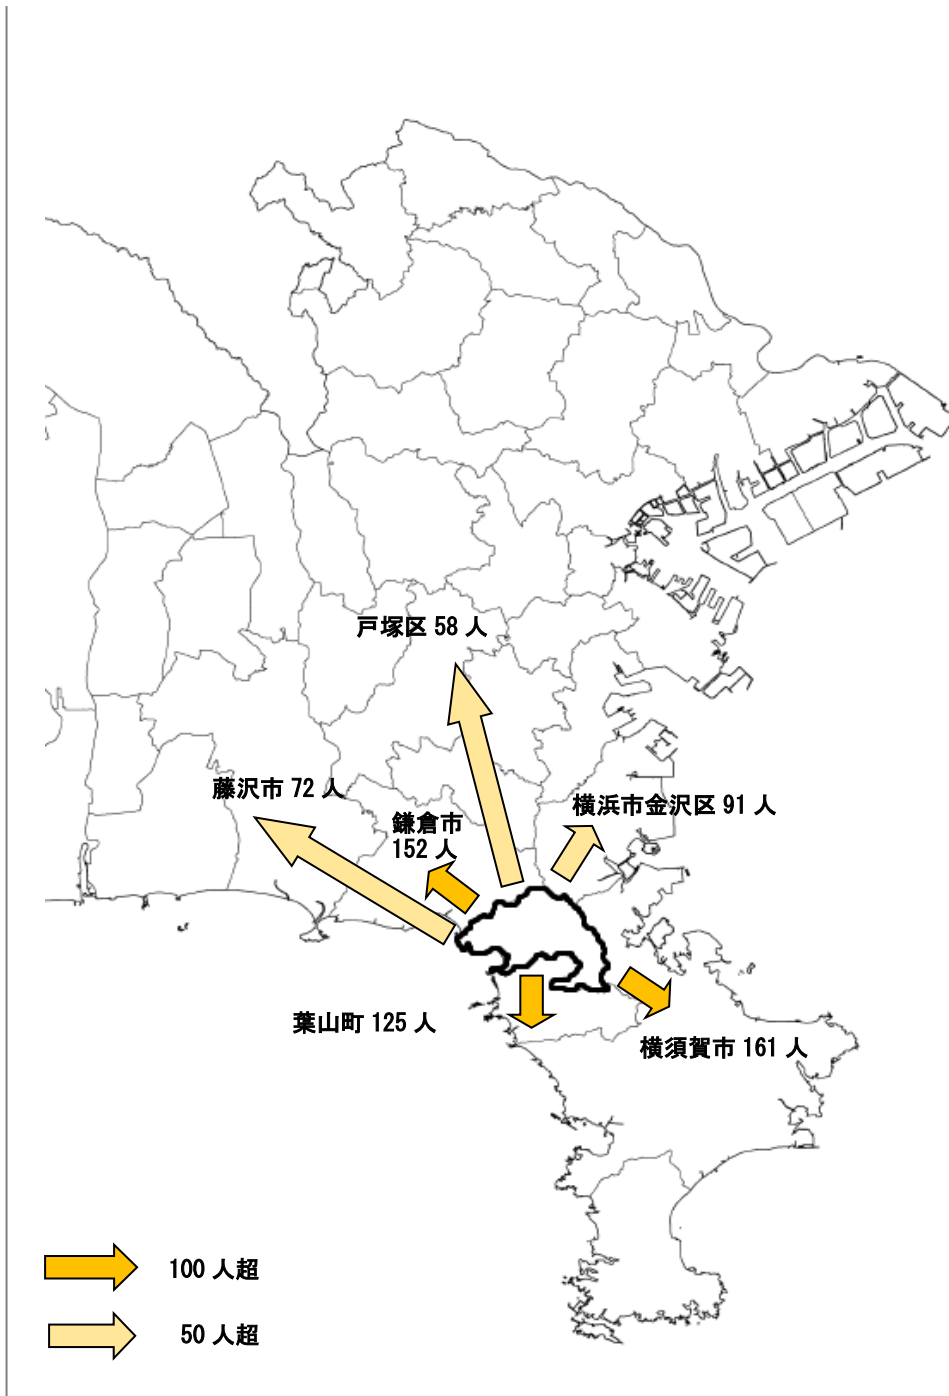 戸塚区 58 人
藤沢市 72 人
鎌倉市
152 人
横浜市金沢区 91 人
葉山町 125 人
横須賀市 161 人
100 人超
50 人超